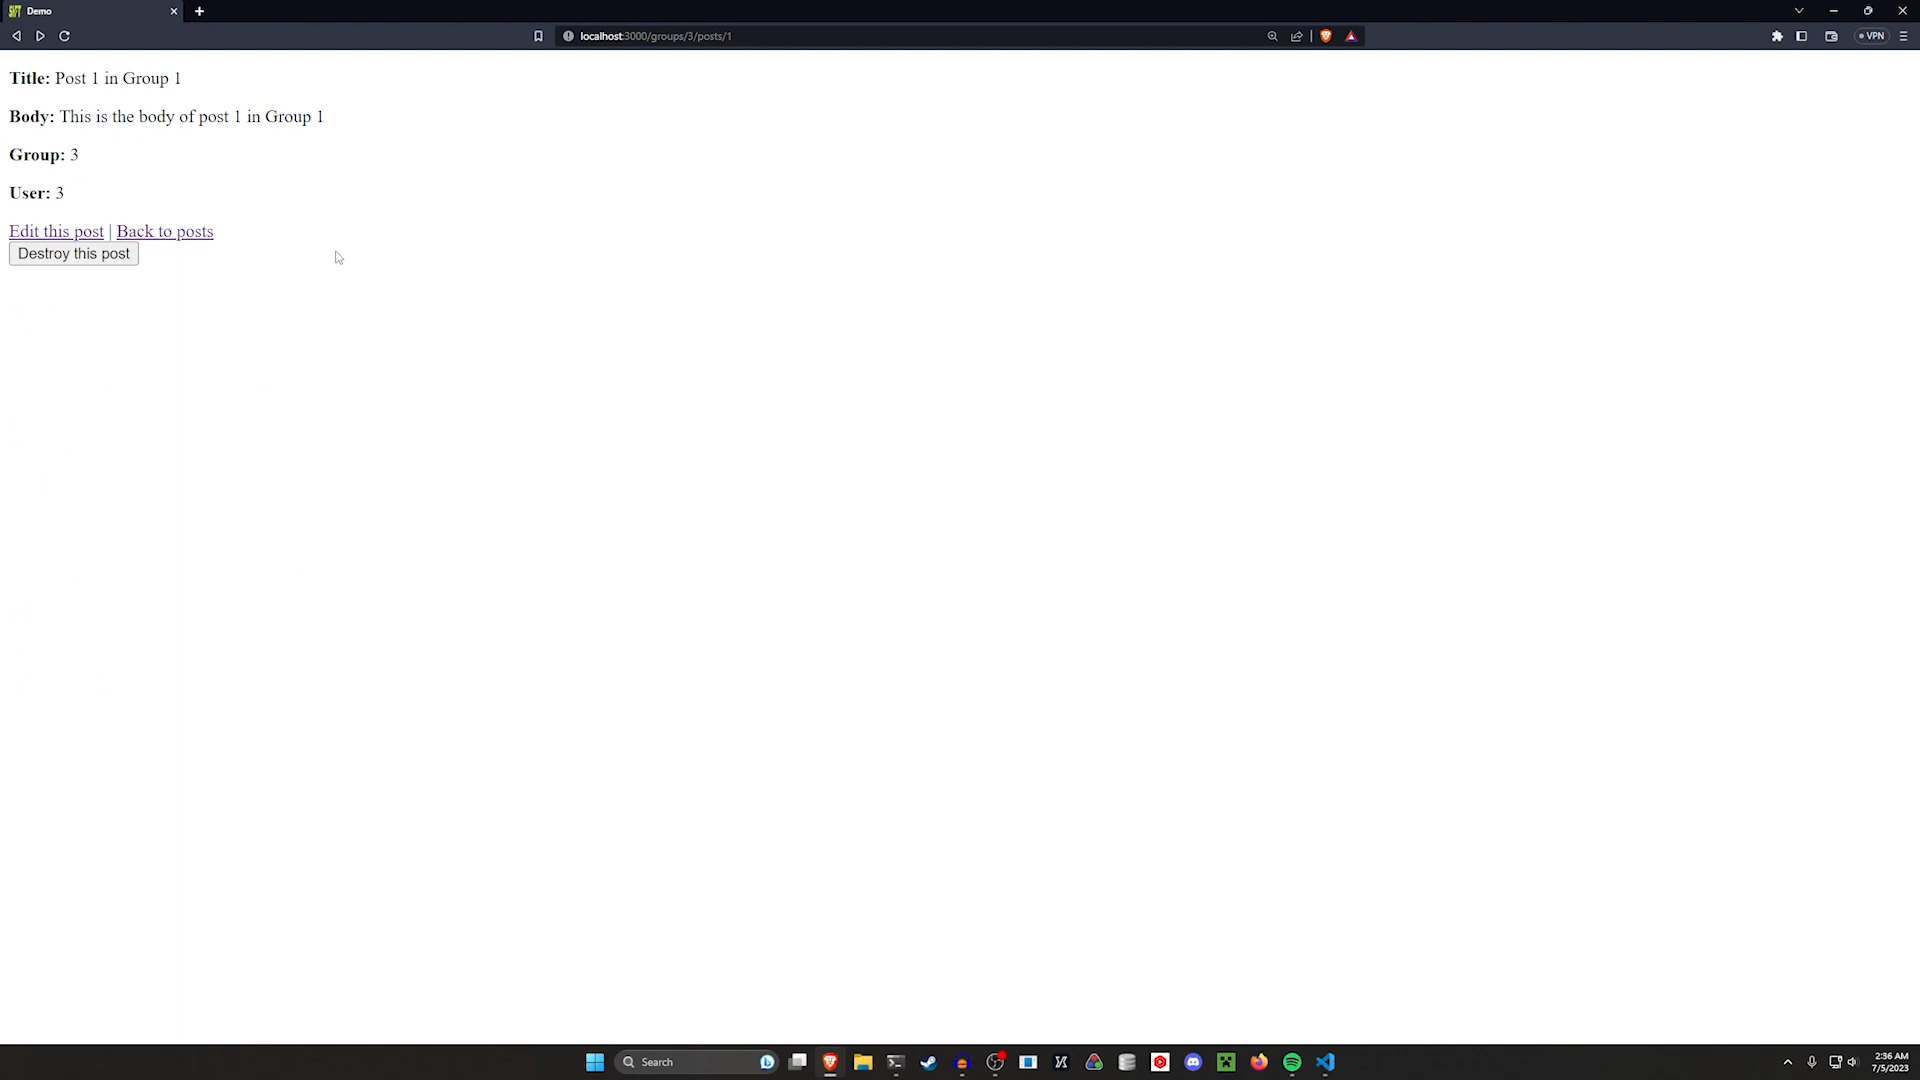 Demo
localhost:3000/groups/3/posts/1
VPN
Title: Post 1 in Group 1
Body: This is the body of post 1 in Group 1
Group: 3
User: 3
Edit this post | Back to posts
Destroy this post
Search
2:36 AM
7/5/2023